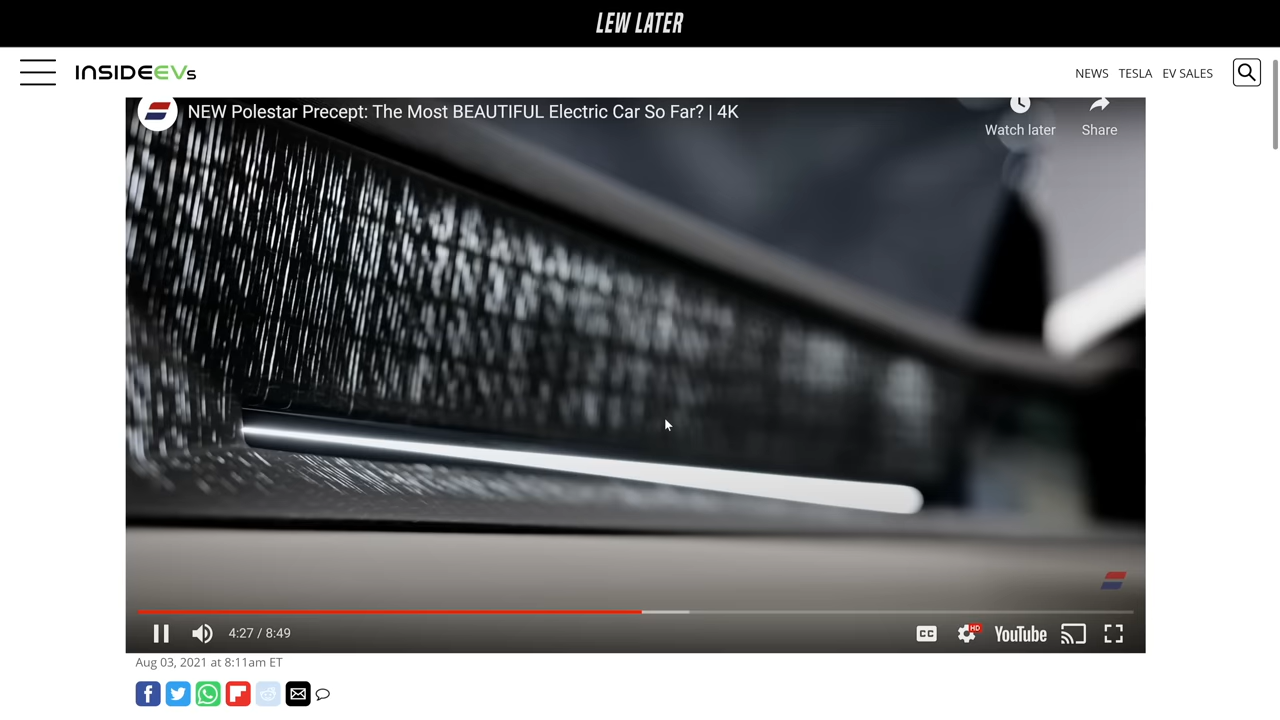 LEW LATER
INSIDEEVs
NEWS TESLA EV SALES
NEW Polestar Precept: The Most BEAUTIFUL Electric Car So Far? | 4K
Watch later Share
4:27 / 8:49
CC HD YouTube
Aug 03, 2021 at 8:11am ET